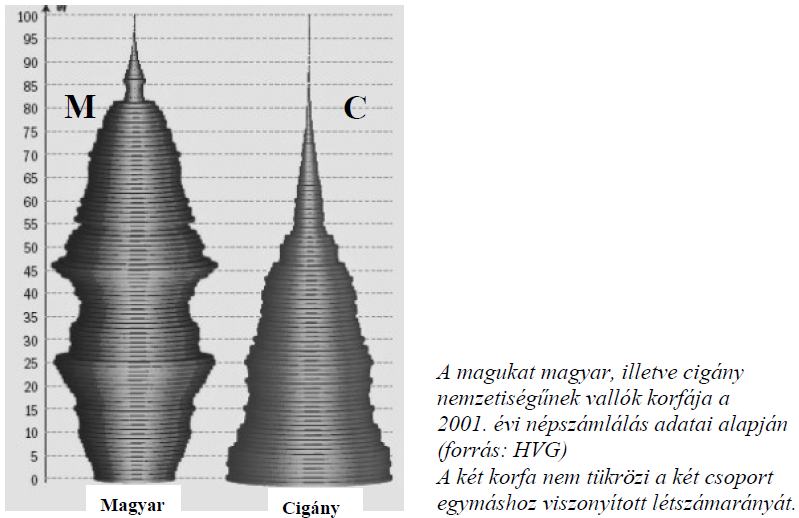 100
95
90
85
80
75
70
65
60
55
50
45
40
35
30
25
20
15
10
5
0
M
C
Magyar
Cigány
A magukat magyar, illetve cigány
nemzetiségűnek vallók korfája a
2001. évi népszámlálás adatai alapján
(forrás: HVG)
A két korfa nem tükrözi a két csoport
egymáshoz viszonyított létszámarányát.